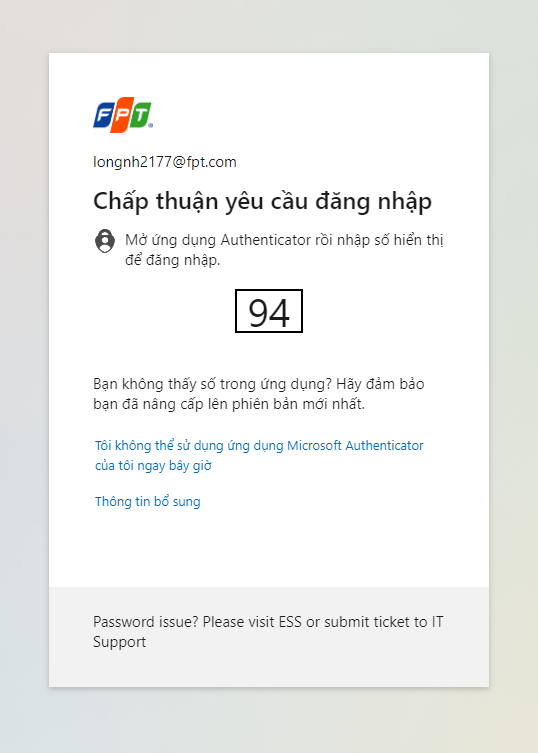 FPT
longnh2177@fpt.com
Chấp thuận yêu cầu đăng nhập
Mở ứng dụng Authenticator rồi nhập số hiển thị
để đăng nhập.
94
Bạn không thấy số trong ứng dụng? Hãy đảm bảo
bạn đã nâng cấp lên phiên bản mới nhất.
Tôi không thể sử dụng ứng dụng Microsoft Authenticator
của tôi ngay bây giờ
Thông tin bổ sung
Password issue? Please visit ESS or submit ticket to IT
Support